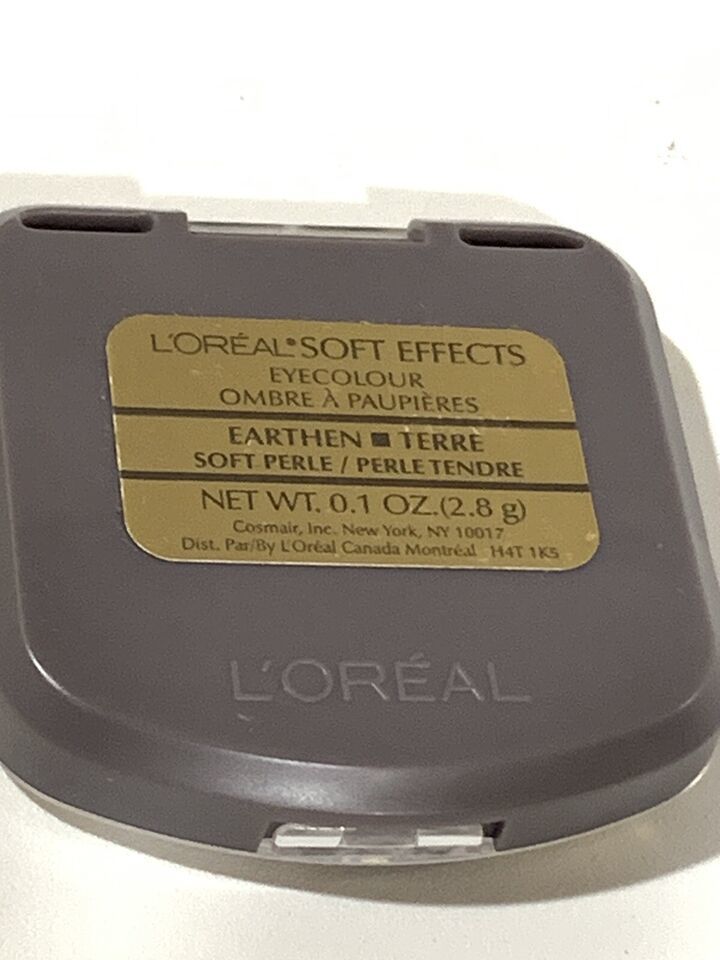 L'ORÉAL® SOFT EFFECTS
EYECOLOUR
OMBRE À PAUPIÈRES
EARTHEN ■ TERRE
SOFT PERLE / PERLE TENDRE
NET WT. 0.1 OZ.(2.8 g)
Cosmair, Inc. New York, NY 10017
Dist. Par/By L'Oréal Canada Montréal H4T 1K5
L'ORÉAL